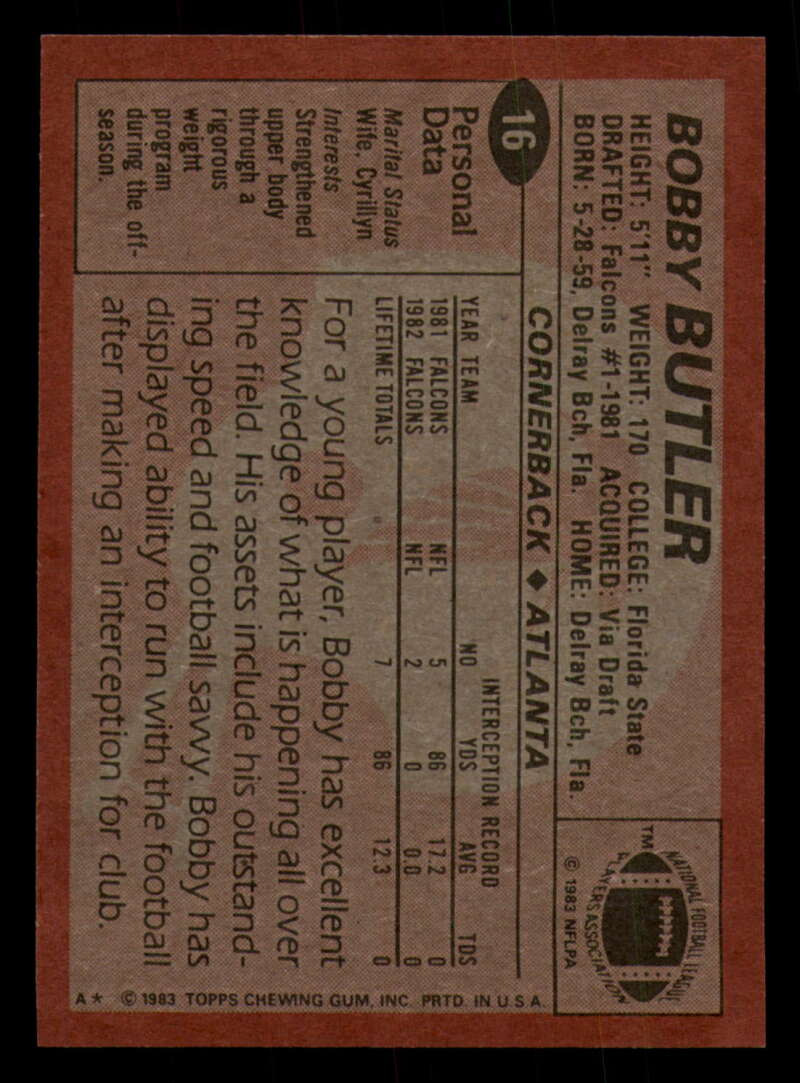 BOBBY BUTLER
HEIGHT: 5'11" WEIGHT: 170 COLLEGE: Florida State
DRAFTED: Falcons #1-1981 ACQUIRED: Via Draft
BORN: 5-28-59, Delray Bch, Fla. HOME: Delray Bch, Fla.
NATIONAL FOOTBALL LEAGUE
PLAYERS ASSOCIATION
TM
© 1983 NFLPA
16
CORNERBACK ♦ ATLANTA
Personal
Data
Marital Status
Wife, Cyrillyn
Interests
Strengthened
upper body
through a
rigorous
weight
program
during the off-
season.
INTERCEPTION RECORD
YEAR TEAM NO YDS AVG TDS
1981 FALCONS NFL 5 86 17.2 0
1982 FALCONS NFL 2 0 0.0 0
LIFETIME TOTALS 7 86 12.3 0
For a young player, Bobby has excellent
knowledge of what is happening all over
the field. His assets include his outstand-
ing speed and football savvy. Bobby has
displayed ability to run with the football
after making an interception for club.
A* © 1983 TOPPS CHEWING GUM, INC. PRTD. IN U.S.A.